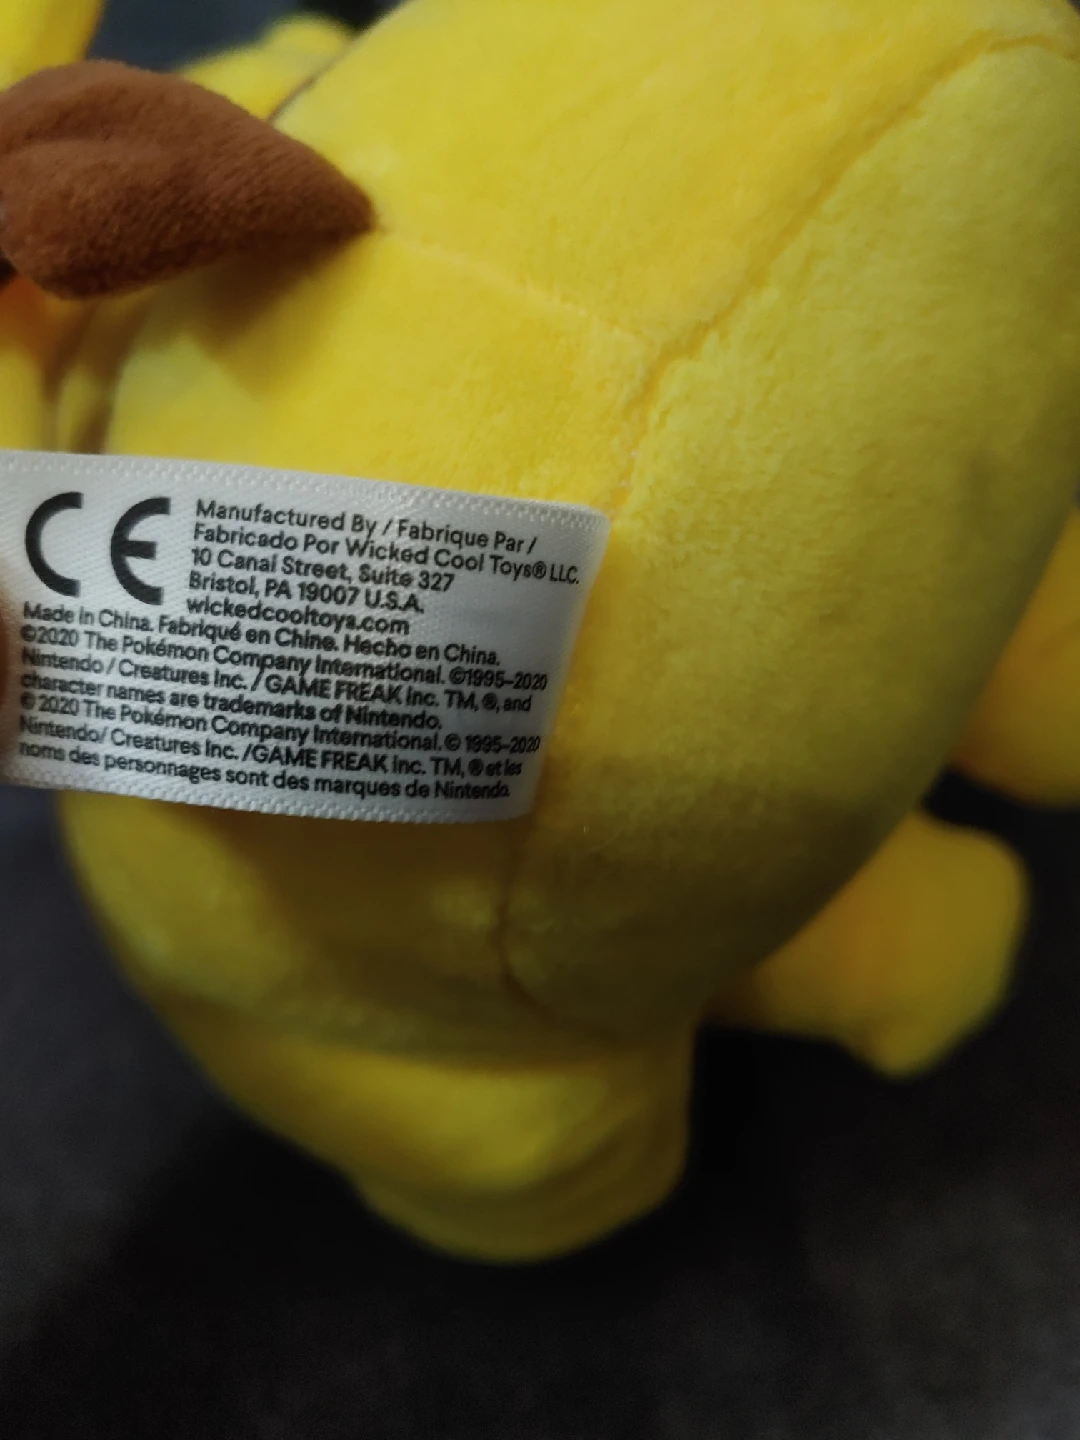 CE
Manufactured By / Fabrique Par /
Fabricado Por Wicked Cool Toys® LLC.
10 Canal Street, Suite 327
Bristol, PA 19007 U.S.A.
wickedcooltoys.com
Made in China. Fabriqué en Chine. Hecho en China.
©2020 The Pokémon Company International. ©1995–2020
Nintendo / Creatures Inc. / GAME FREAK Inc. TM, ®, and
character names are trademarks of Nintendo.
© 2020 The Pokémon Company International. © 1995–2020
Nintendo/ Creatures Inc. /GAME FREAK Inc. TM, ® et les
noms des personnages sont des marques de Nintendo.